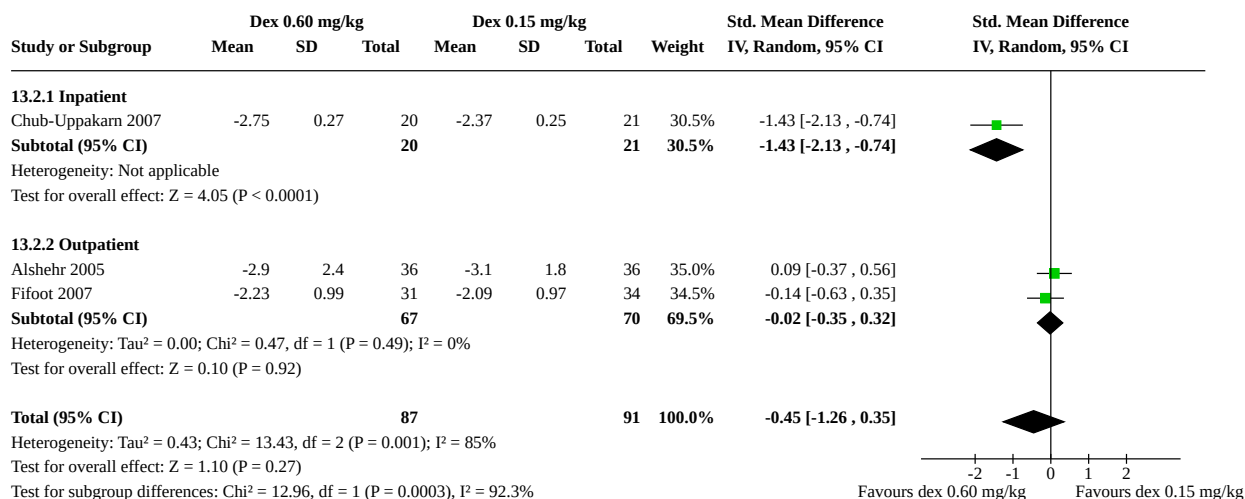 Dex 0.60 mg/kg Dex 0.15 mg/kg Std. Mean Difference Std. Mean Difference
Study or Subgroup Mean SD Total Mean SD Total Weight IV, Random, 95% CI IV, Random, 95% CI
13.2.1 Inpatient
Chub-Uppakarn 2007 -2.75 0.27 20 -2.37 0.25 21 30.5% -1.43 [-2.13 , -0.74]
Subtotal (95% CI) 20 21 30.5% -1.43 [-2.13 , -0.74]
Heterogeneity: Not applicable
Test for overall effect: Z = 4.05 (P < 0.0001)
13.2.2 Outpatient
Alshehr 2005 -2.9 2.4 36 -3.1 1.8 36 35.0% 0.09 [-0.37 , 0.56]
Fifoot 2007 -2.23 0.99 31 -2.09 0.97 34 34.5% -0.14 [-0.63 , 0.35]
Subtotal (95% CI) 67 70 69.5% -0.02 [-0.35 , 0.32]
Heterogeneity: Tau² = 0.00; Chi² = 0.47, df = 1 (P = 0.49); I² = 0%
Test for overall effect: Z = 0.10 (P = 0.92)
Total (95% CI) 87 91 100.0% -0.45 [-1.26 , 0.35]
Heterogeneity: Tau² = 0.43; Chi² = 13.43, df = 2 (P = 0.001); I² = 85%
Test for overall effect: Z = 1.10 (P = 0.27)
-2 -1 0 1 2
Test for subgroup differences: Chi² = 12.96, df = 1 (P = 0.0003), I² = 92.3% Favours dex 0.60 mg/kg Favours dex 0.15 mg/kg